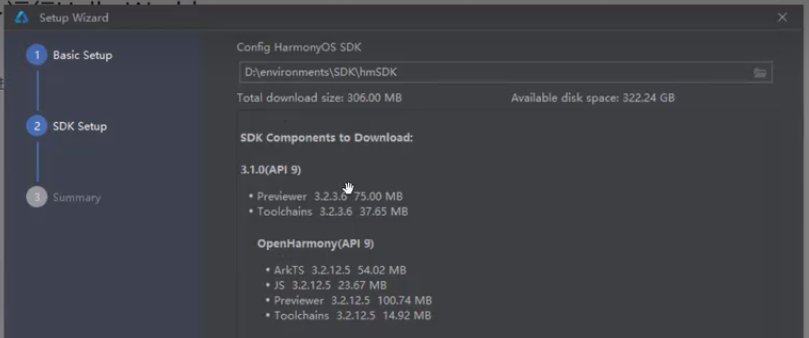 Setup Wizard
1 Basic Setup
2 SDK Setup
3 Summary
Config HarmonyOS SDK
D:\environments\SDK\hmSDK
Total download size: 306.00 MB Available disk space: 322.24 GB
SDK Components to Download:
3.1.0(API 9)
• Previewer 3.2.3.6 75.00 MB
• Toolchains 3.2.3.6 37.65 MB
OpenHarmony(API 9)
• ArkTS 3.2.12.5 54.02 MB
• JS 3.2.12.5 23.67 MB
• Previewer 3.2.12.5 100.74 MB
• Toolchains 3.2.12.5 14.92 MB